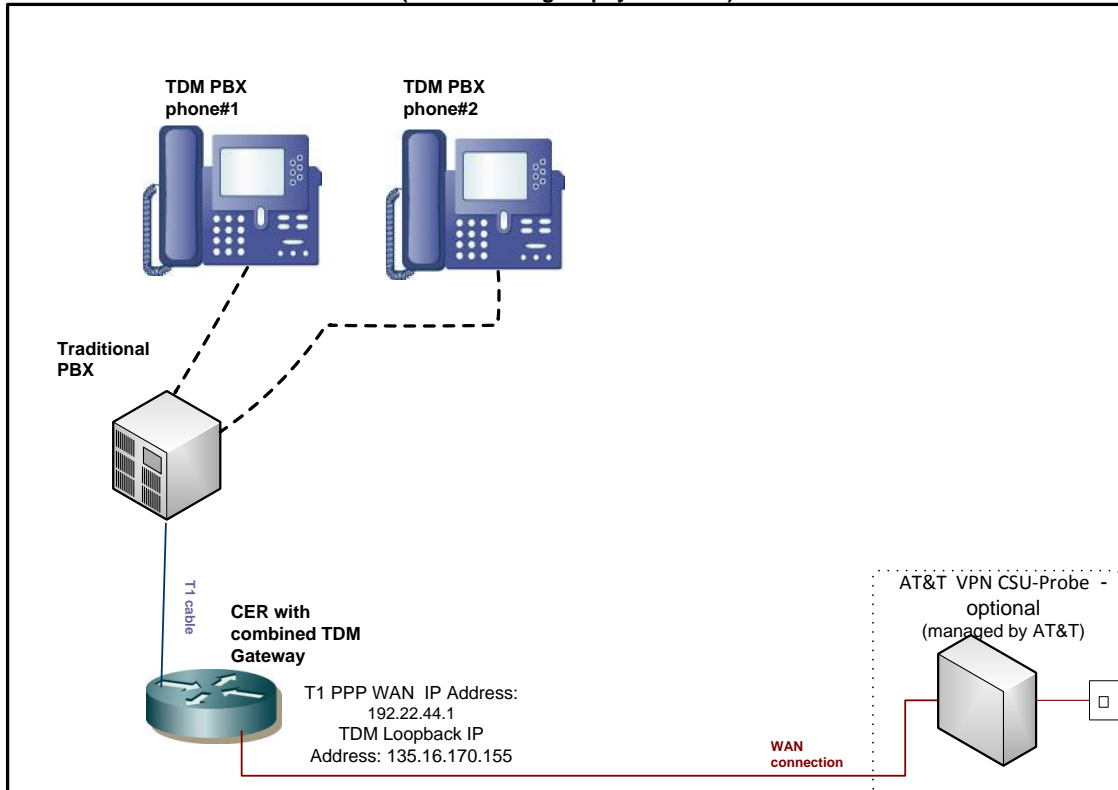 TDM PBX
phone#1
TDM PBX
phone#2
Traditional
PBX
T1 cable
CER with
combined TDM
Gateway
T1 PPP WAN IP Address:
192.22.44.1
TDM Loopback IP
Address: 135.16.170.155
WAN
connection
AT&T VPN CSU-Probe -
optional
(managed by AT&T)